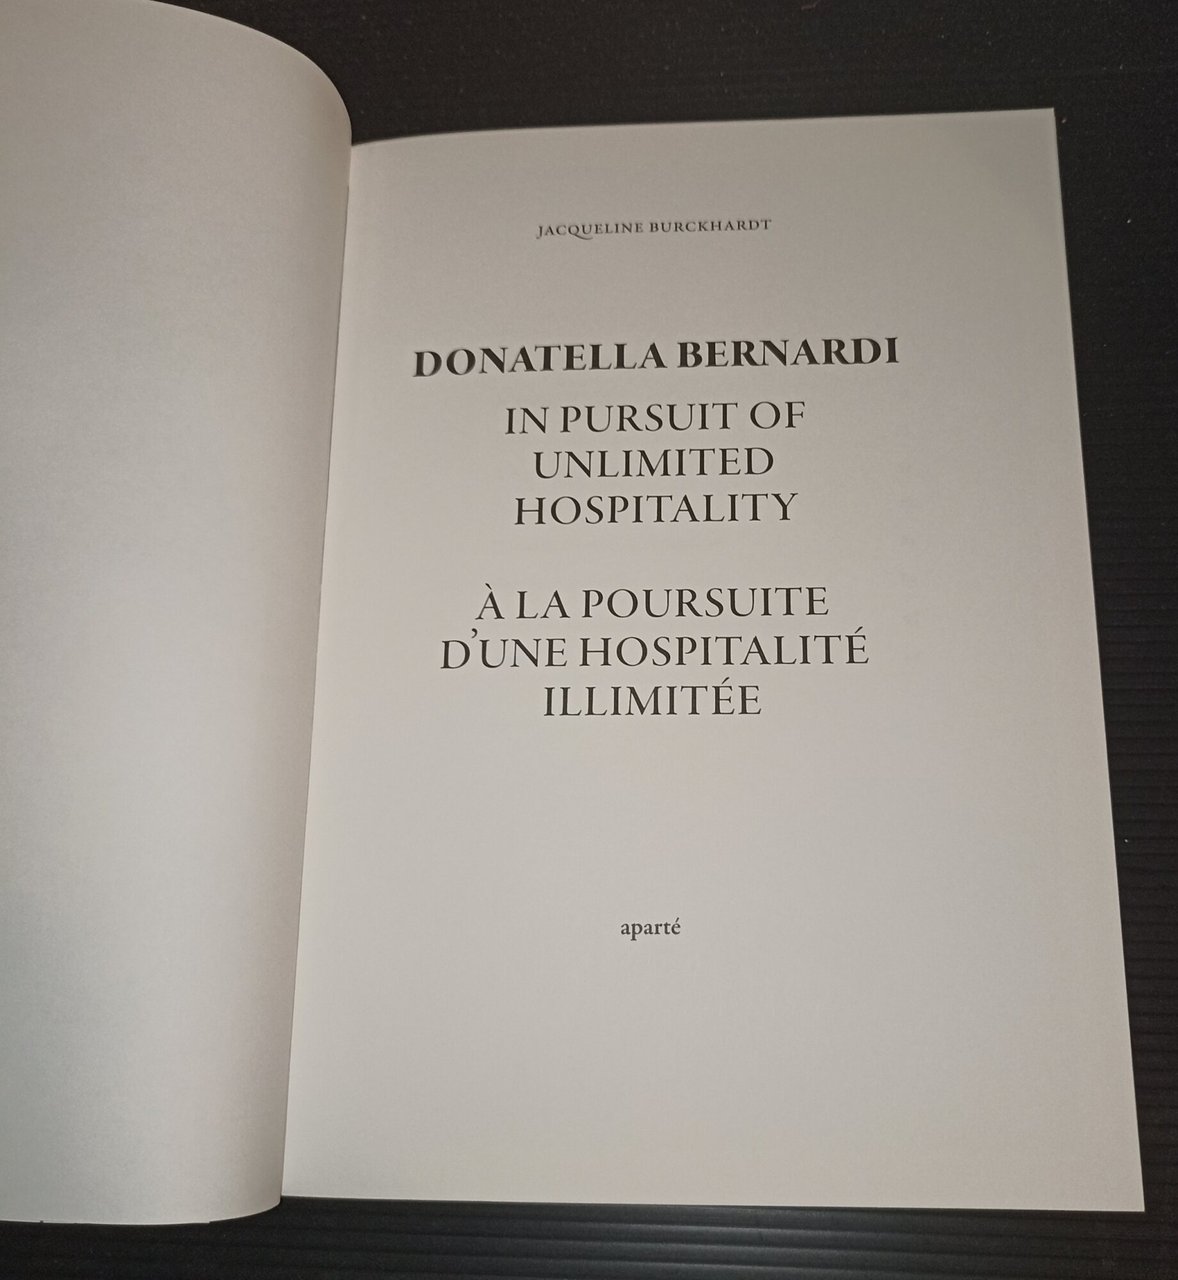 JACQUELINE BURCKHARDT
DONATELLA BERNARDI
IN PURSUIT OF
UNLIMITED
HOSPITALITY
À LA POURSUITE
D'UNE HOSPITALITÉ
ILLIMITÉE
aparté